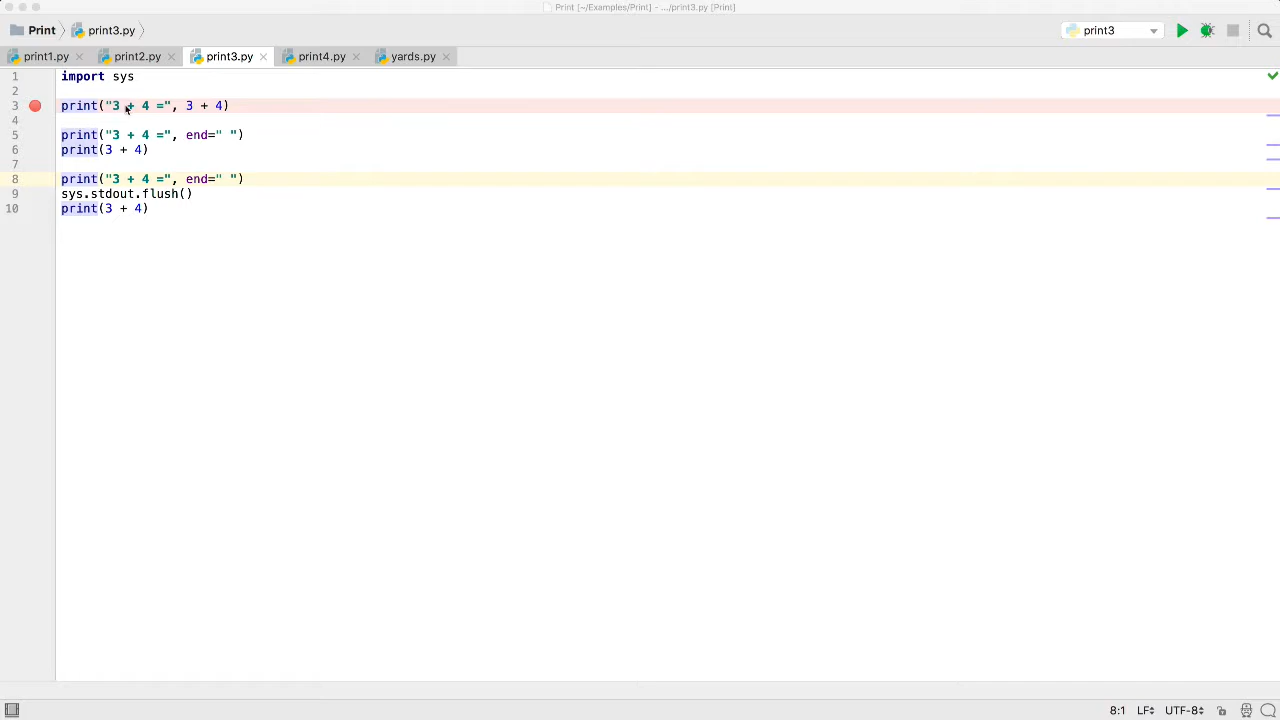 Print [~/Examples/Print] - .../print3.py [Print]
Print print3.py print3
print1.py print2.py print3.py print4.py yards.py
1 import sys
2
3 print("3 + 4 =", 3 + 4)
4
5 print("3 + 4 =", end=" ")
6 print(3 + 4)
7
8 print("3 + 4 =", end=" ")
9 sys.stdout.flush()
10 print(3 + 4)
8:1 LF UTF-8